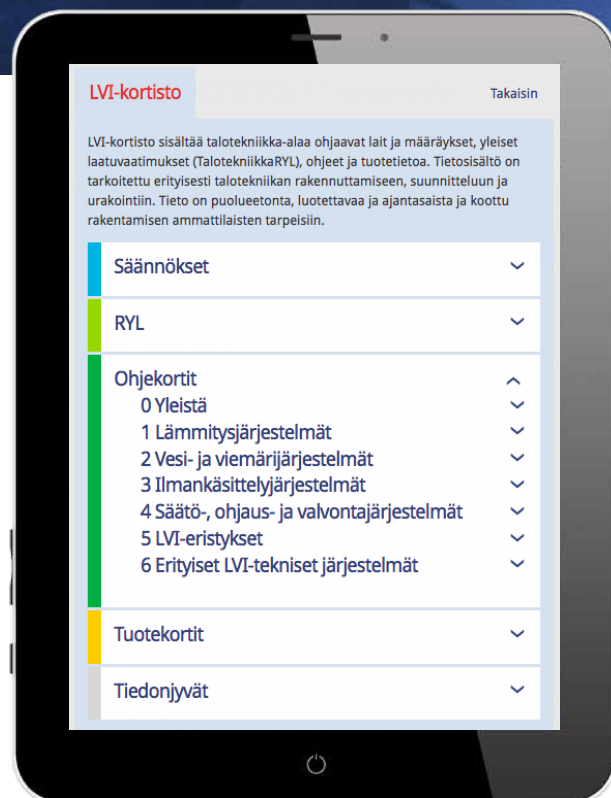 LVI-kortisto
Takaisin
LVI-kortisto sisältää talotekniikka-alaa ohjaavat lait ja määräykset, yleiset
laatuvaatimukset (TalotekniikkaRYL), ohjeet ja tuotetietoa. Tietosisältö on
tarkoitettu erityisesti talotekniikan rakennuttamiseen, suunnitteluun ja
urakointiin. Tieto on puolueetonta, luotettavaa ja ajantasaista ja koottu
rakentamisen ammattilaisten tarpeisiin.
Säännökset
RYL
Ohjekortit
0 Yleistä
1 Lämmitysjärjestelmät
2 Vesi- ja viemärijärjestelmät
3 Ilmankäsittelyjärjestelmät
4 Säätö-, ohjaus- ja valvontajärjestelmät
5 LVI-eristykset
6 Erityiset LVI-tekniset järjestelmät
Tuotekortit
Tiedonjyvät